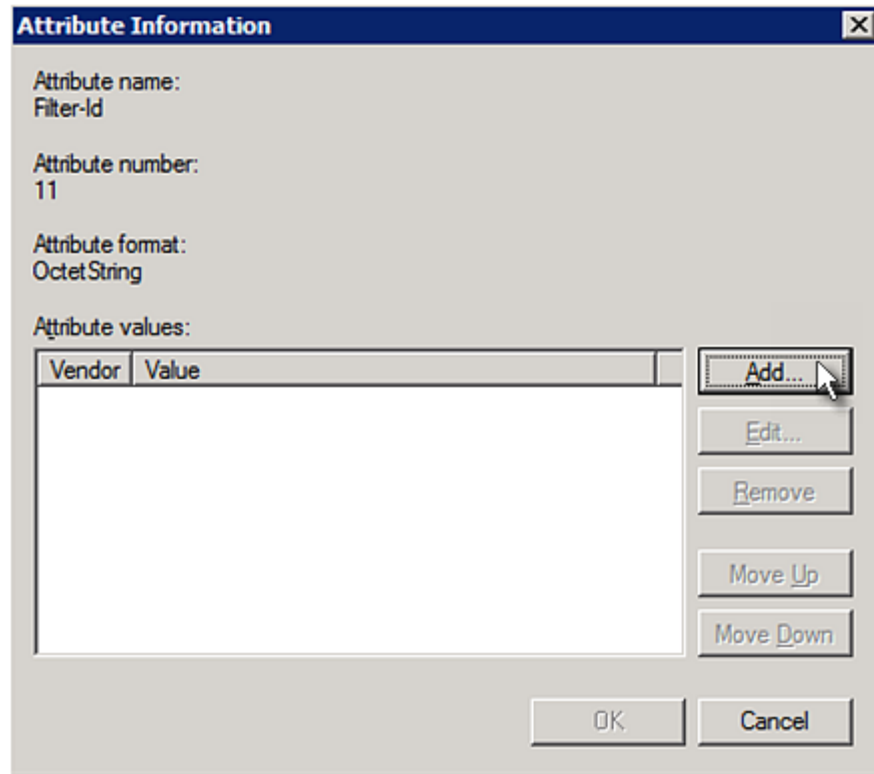 Attribute Information
Attribute name:
Filter-Id
Attribute number:
11
Attribute format:
OctetString
Attribute values:
Vendor Value
Add...
Edit...
Remove
Move Up
Move Down
OK Cancel